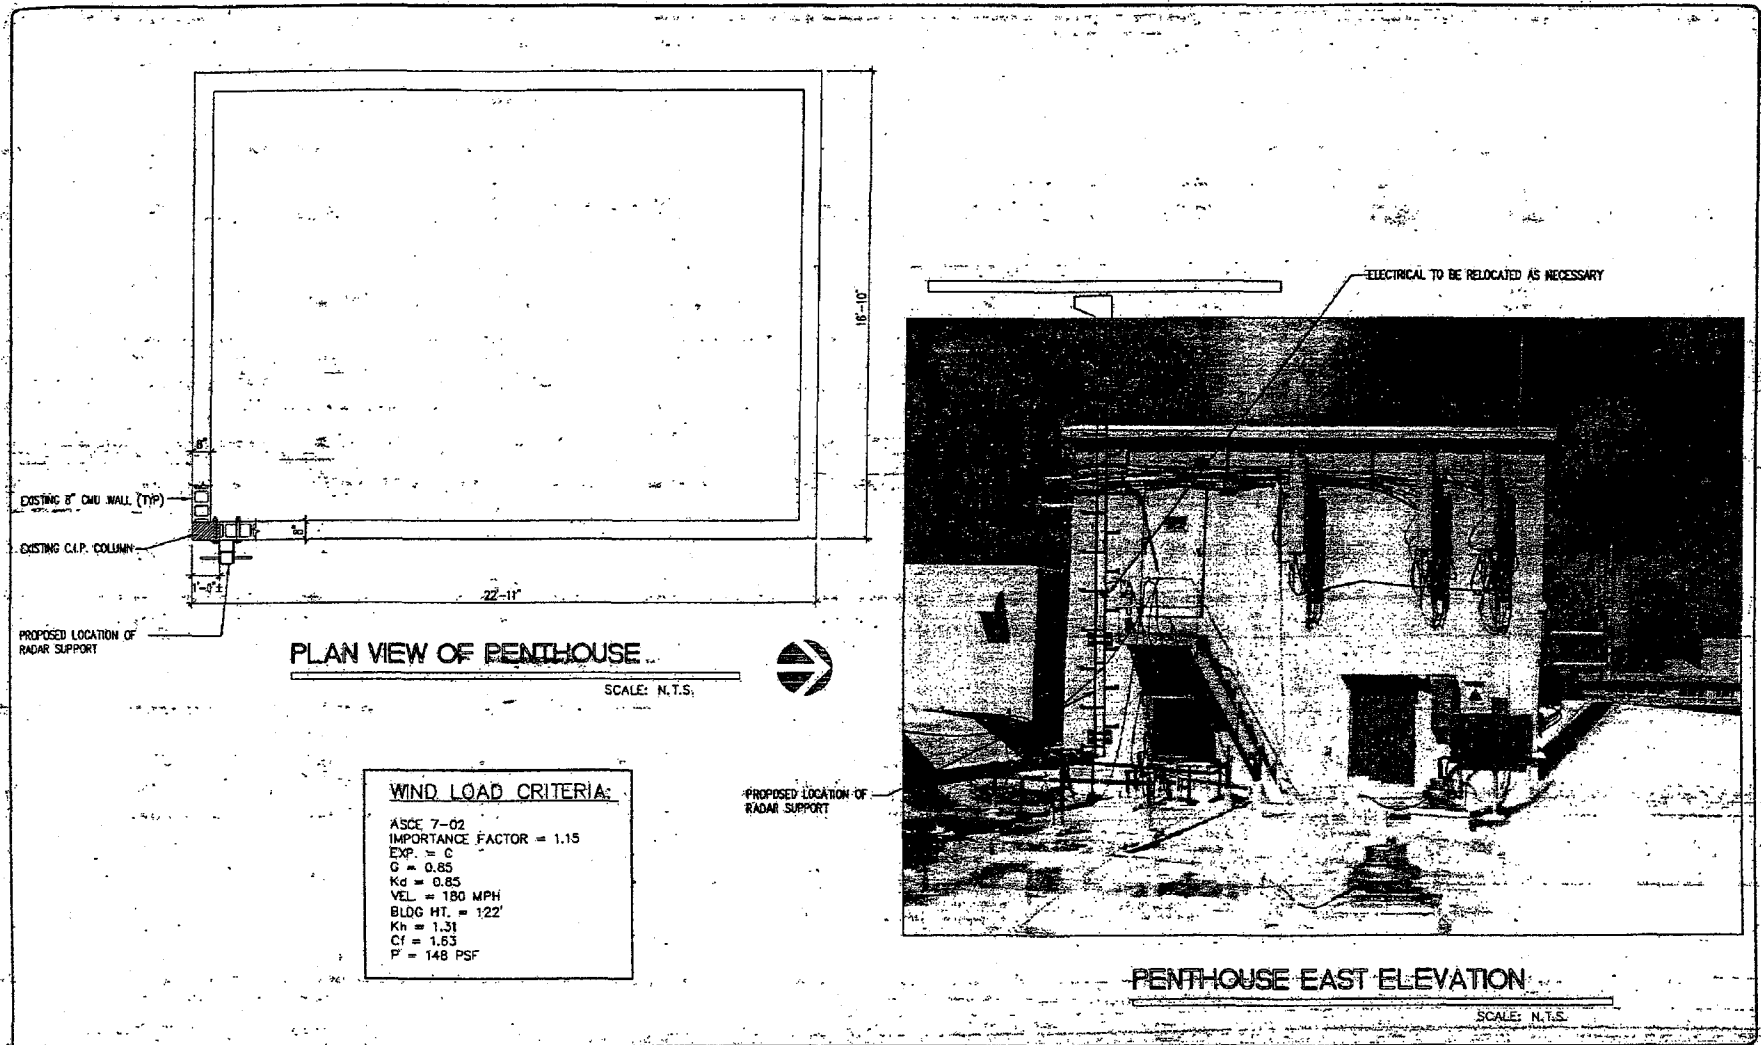 16'-10"
ELECTRICAL TO BE RELOCATED AS NECESSARY
8"
EXISTING 8" CMU WALL (TYP)
EXISTING C.I.P. COLUMN
8"
1'-0"±
22'-11"
PROPOSED LOCATION OF
RADAR SUPPORT
PLAN VIEW OF PENTHOUSE
SCALE: N.T.S.
WIND LOAD CRITERIA:
ASCE 7-02
IMPORTANCE FACTOR = 1.15
EXP. = C
G = 0.85
Kd = 0.85
VEL. = 180 MPH
BLDG HT. = 122'
Kh = 1.31
Cf = 1.63
P = 148 PSF
PROPOSED LOCATION OF
RADAR SUPPORT
PENTHOUSE EAST ELEVATION
SCALE: N.T.S.